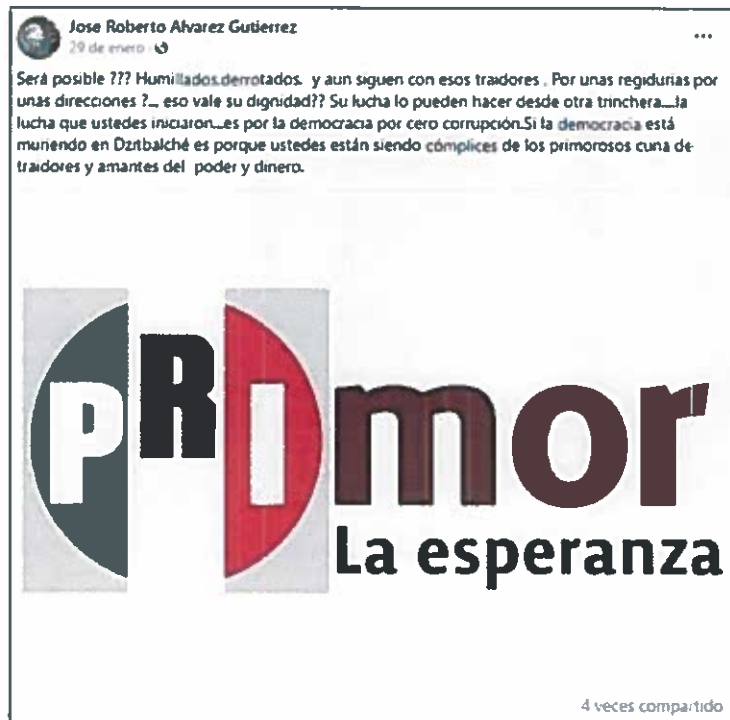 Jose Roberto Alvarez Gutierrez
29 de enero
...
Será posible ??? Humillados.derrotados. y aun siguen con esos traidores . Por unas regidurias por
unas direcciones ?... eso vale su dignidad?? Su lucha lo pueden hacer desde otra trinchera....la
lucha que ustedes iniciaron...es por la democracia por cero corrupción.Si la democracia está
muriendo en Dzitbalché es porque ustedes están siendo cómplices de los primorosos cuna de
traidores y amantes del poder y dinero.
PRImor
La esperanza
4 veces compartido